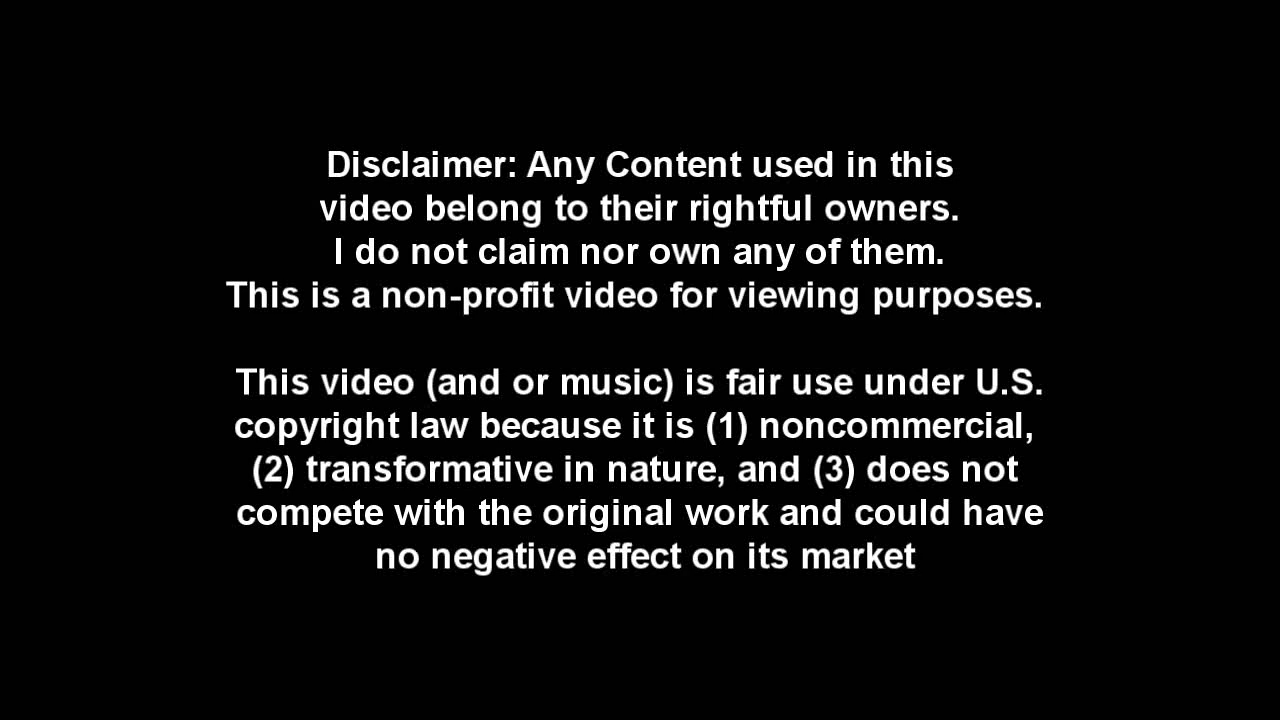 Disclaimer: Any Content used in this
video belong to their rightful owners.
I do not claim nor own any of them.
This is a non-profit video for viewing purposes.
This video (and or music) is fair use under U.S.
copyright law because it is (1) noncommercial,
(2) transformative in nature, and (3) does not
compete with the original work and could have
no negative effect on its market